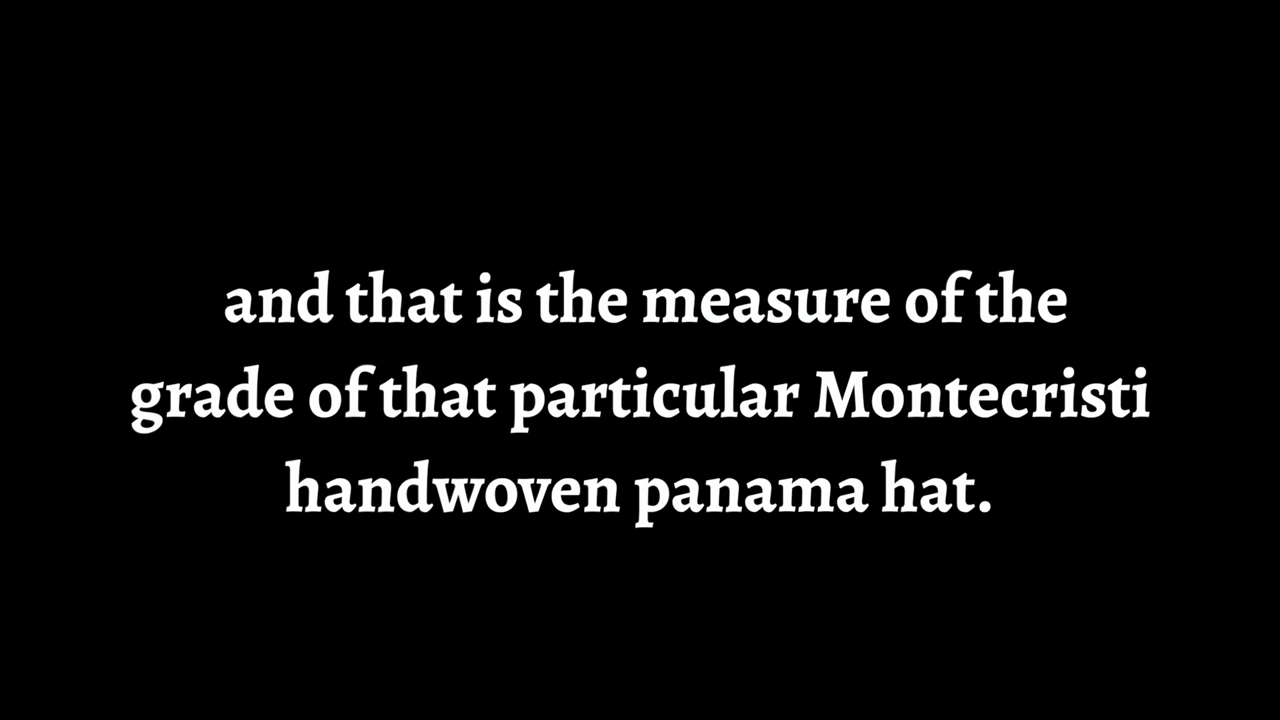 and that is the measure of the
grade of that particular Montecristi
handwoven panama hat.